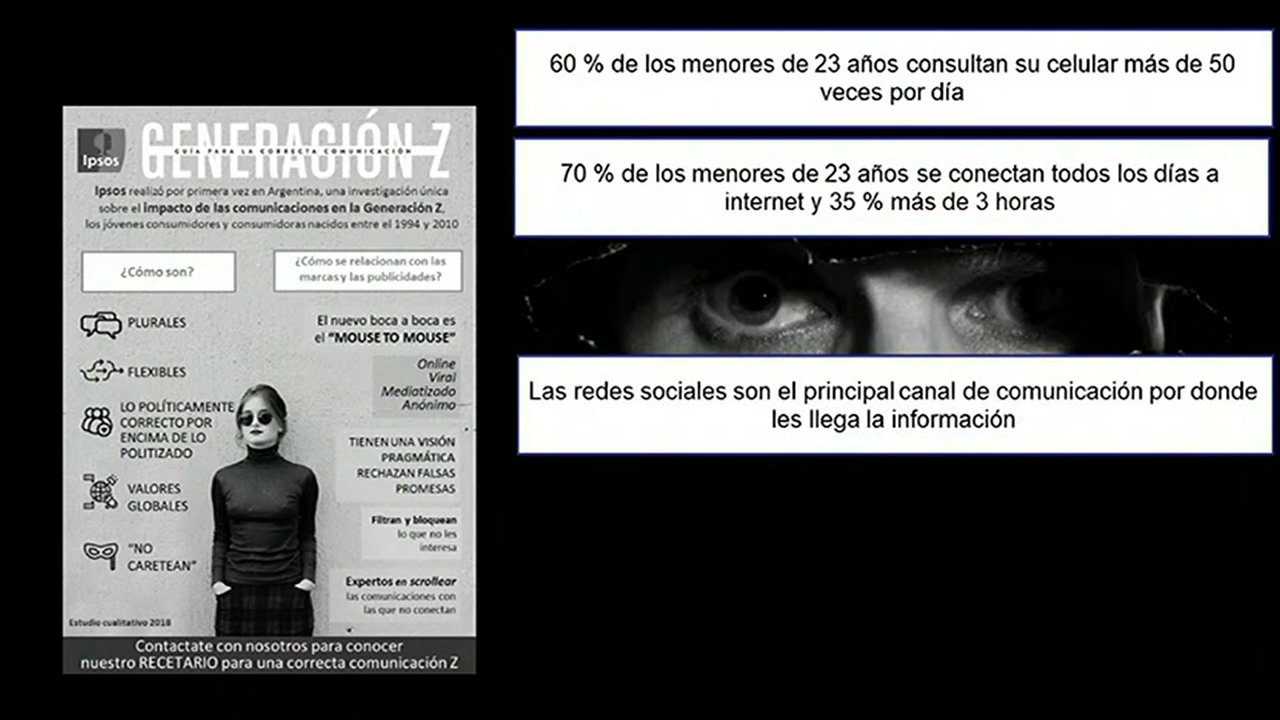 Ipsos
GENERACIÓN Z
GUÍA PARA LA CORRECTA COMUNICACIÓN
Ipsos realizó por primera vez en Argentina, una investigación única
sobre el impacto de las comunicaciones en la Generación Z,
los jóvenes consumidores y consumidoras nacidos entre el 1994 y 2010
¿Cómo son?
PLURALES
FLEXIBLES
LO POLÍTICAMENTE
CORRECTO POR
ENCIMA DE LO
POLITIZADO
VALORES
GLOBALES
"NO
CARETEAN"
¿Cómo se relacionan con las
marcas y las publicidades?
El nuevo boca a boca es
el "MOUSE TO MOUSE"
Online
Viral
Mediatizado
Anónimo
TIENEN UNA VISIÓN
PRAGMÁTICA
RECHAZAN FALSAS
PROMESAS
Filtran y bloquean
lo que no les
interesa
Expertos en scrollear
las comunicaciones con
las que no conectan
Estudio cualitativo 2018
Contactate con nosotros para conocer
nuestro RECETARIO para una correcta comunicación Z
60 % de los menores de 23 años consultan su celular más de 50
veces por día
70 % de los menores de 23 años se conectan todos los días a
internet y 35 % más de 3 horas
Las redes sociales son el principal canal de comunicación por donde
les llega la información